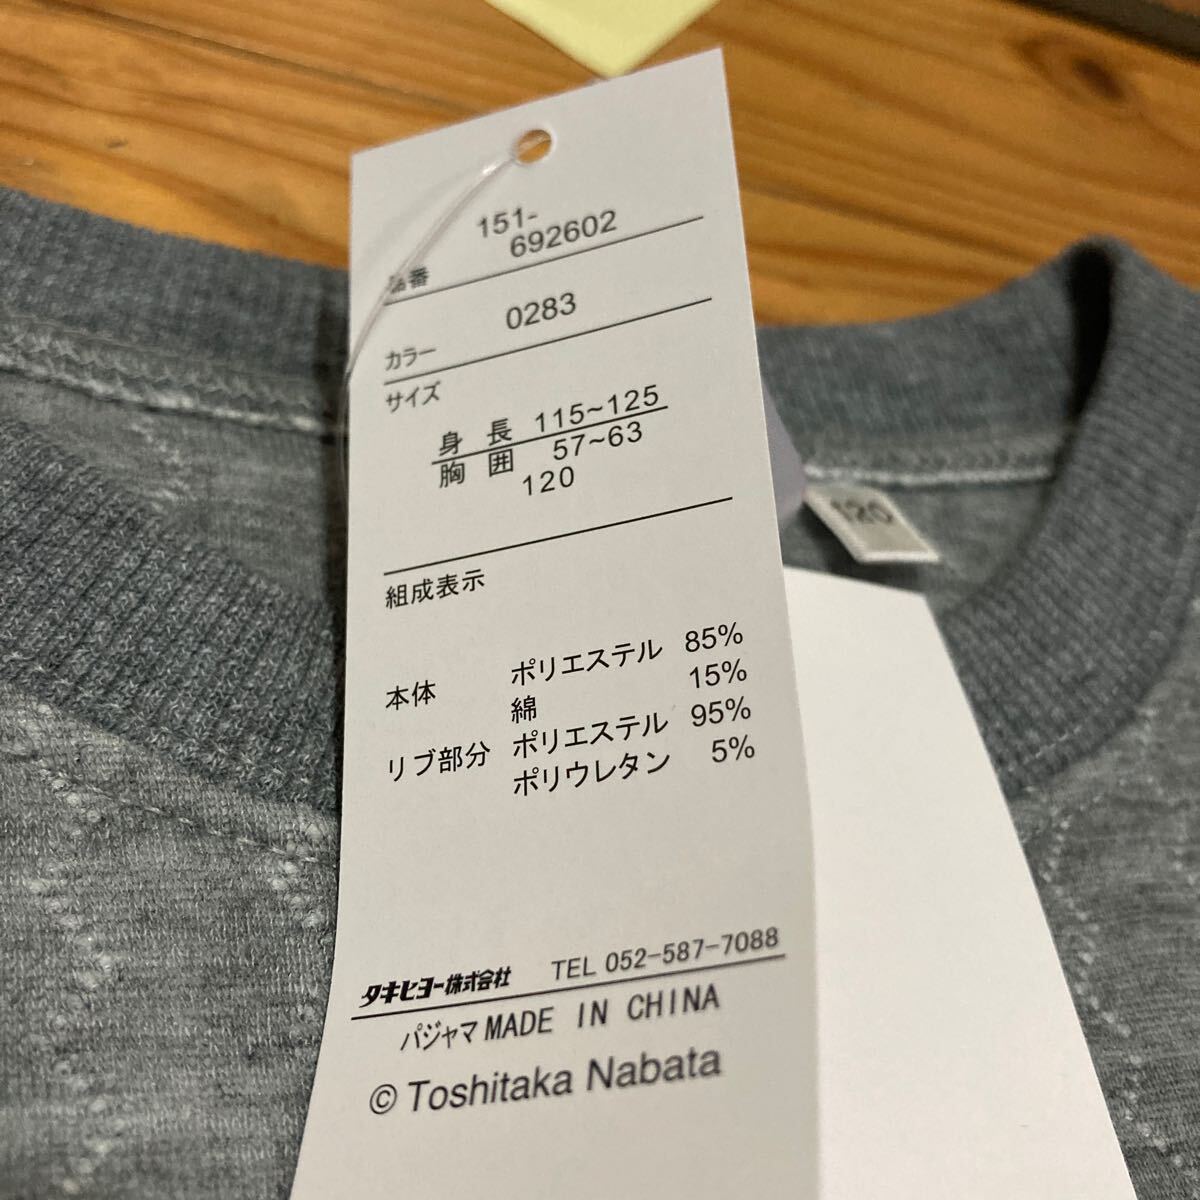 151-
692602
品番
0283
カラー
サイズ
身 長 115~125
胸 囲 57~63
120
組成表示
本体 ポリエステル 85%
綿 15%
リブ部分 ポリエステル 95%
ポリウレタン 5%
タキヒヨー株式会社 TEL 052-587-7088
パジャマ MADE IN CHINA
© Toshitaka Nabata
120